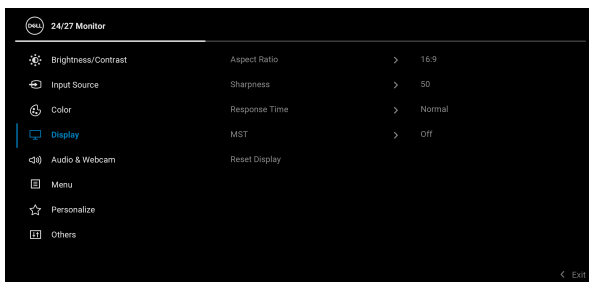 DELL 24/27 Monitor
Brightness/Contrast Aspect Ratio 16:9
Input Source Sharpness 50
Color Response Time Normal
Display MST Off
Audio & Webcam Reset Display
Menu
Personalize
Others
Exit